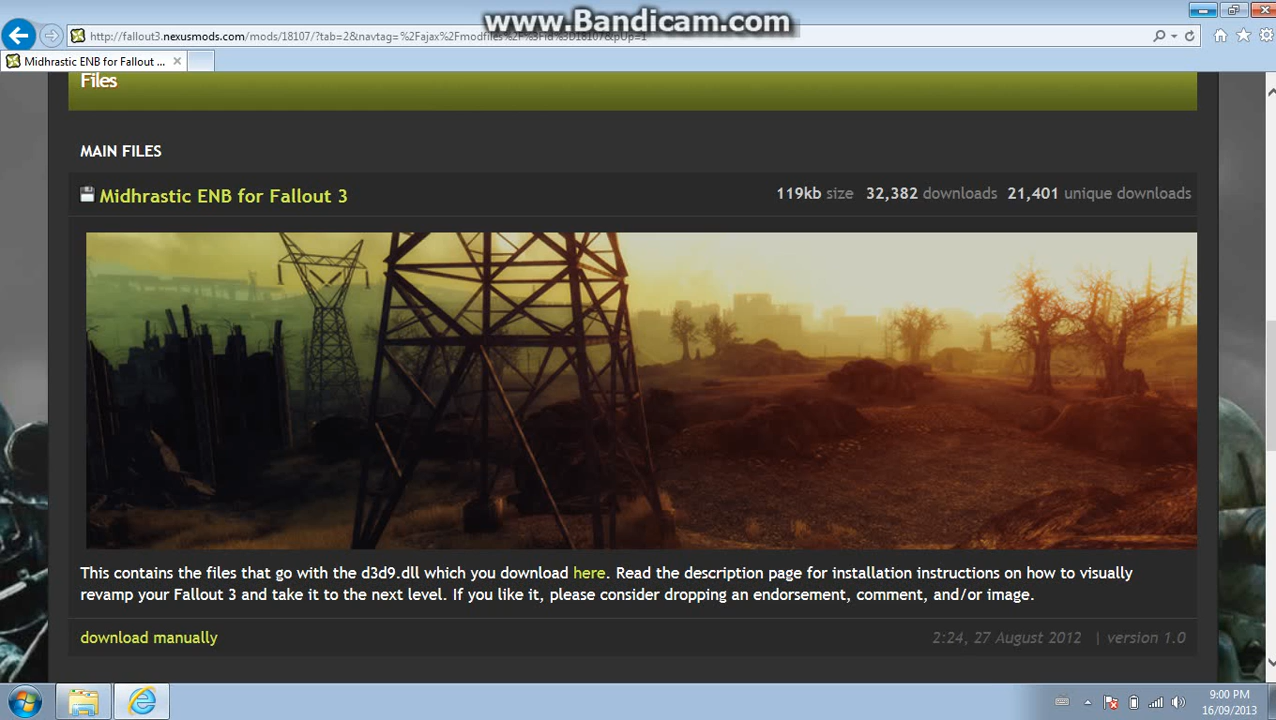 www.Bandicam.com
http://fallout3.nexusmods.com/mods/18107/?tab=2&navtag=%2Fajax%2Fmodfiles%2F%3Fid%3D18107&pUp=1
Midhrastic ENB for Fallout ...
Files
MAIN FILES
Midhrastic ENB for Fallout 3 119kb size 32,382 downloads 21,401 unique downloads
This contains the files that go with the d3d9.dll which you download here. Read the description page for installation instructions on how to visually
revamp your Fallout 3 and take it to the next level. If you like it, please consider dropping an endorsement, comment, and/or image.
download manually 2:24, 27 August 2012 | version 1.0
9:00 PM
16/09/2013